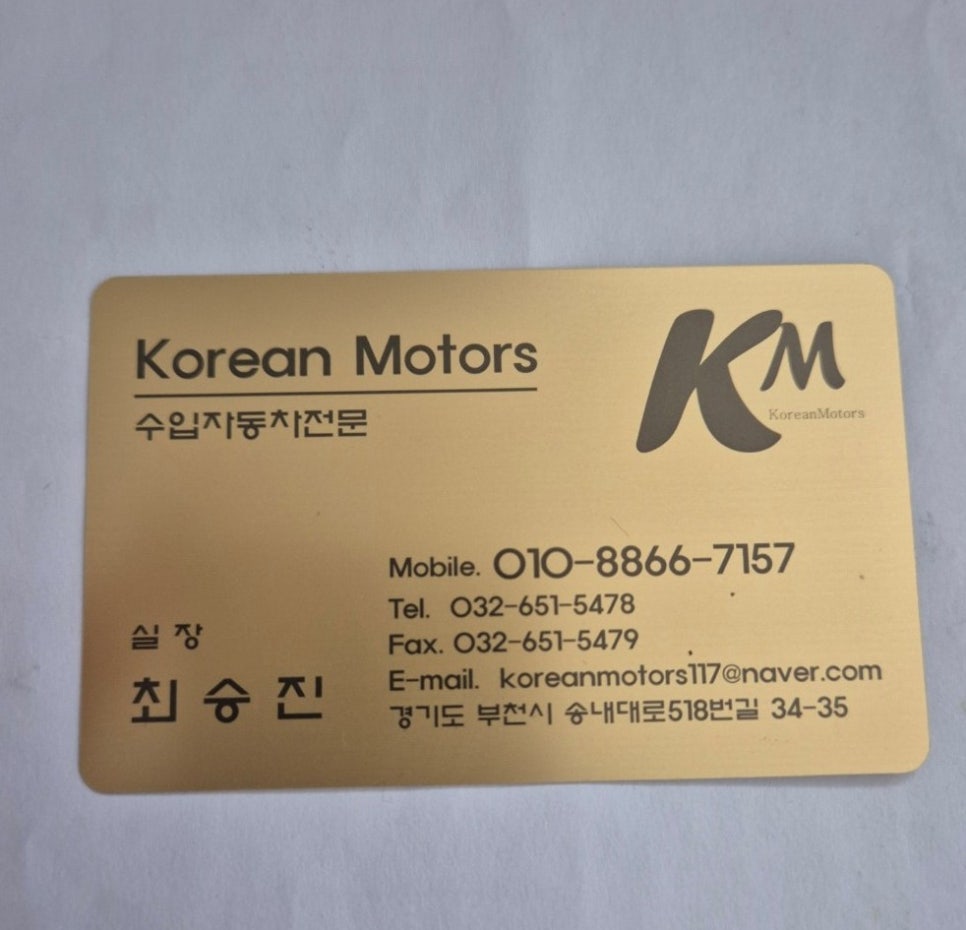 Korean Motors
수입자동차전문
KM
KoreanMotors
실장
최승진
Mobile. 010-8866-7157
Tel. 032-651-5478
Fax. 032-651-5479
E-mail. koreanmotors117@naver.com
경기도 부천시 송내대로518번길 34-35